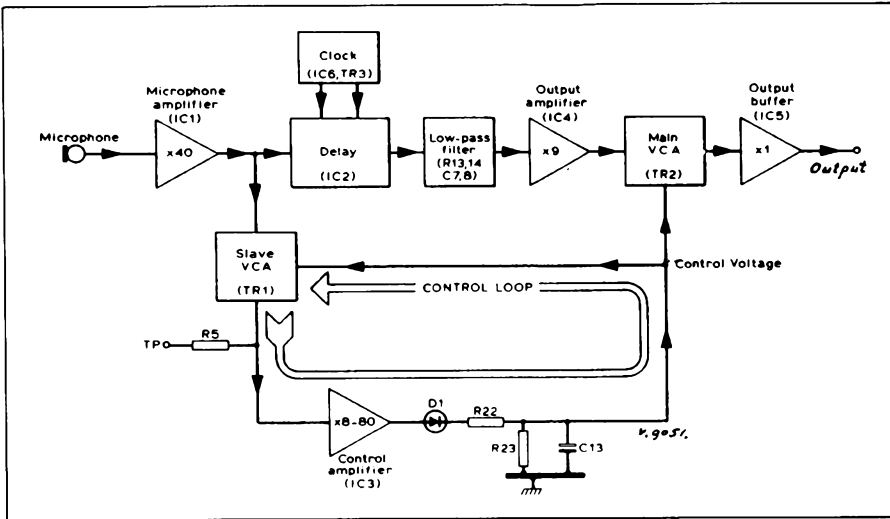 Clock
(IC6,TR3)
Microphone
amplifier
(IC1)
Output
amplifier
(IC4)
Output
buffer
(IC5)
Microphone
x40
Delay
(IC2)
Low-pass
filter
(R13,14
C7,8)
x9
Main
VCA
(TR2)
x1
Output
Slave
VCA
(TR1)
Control Voltage
CONTROL LOOP
TP
R5
x8-80
D1
R22
R23
C13
Control
amplifier
(IC3)